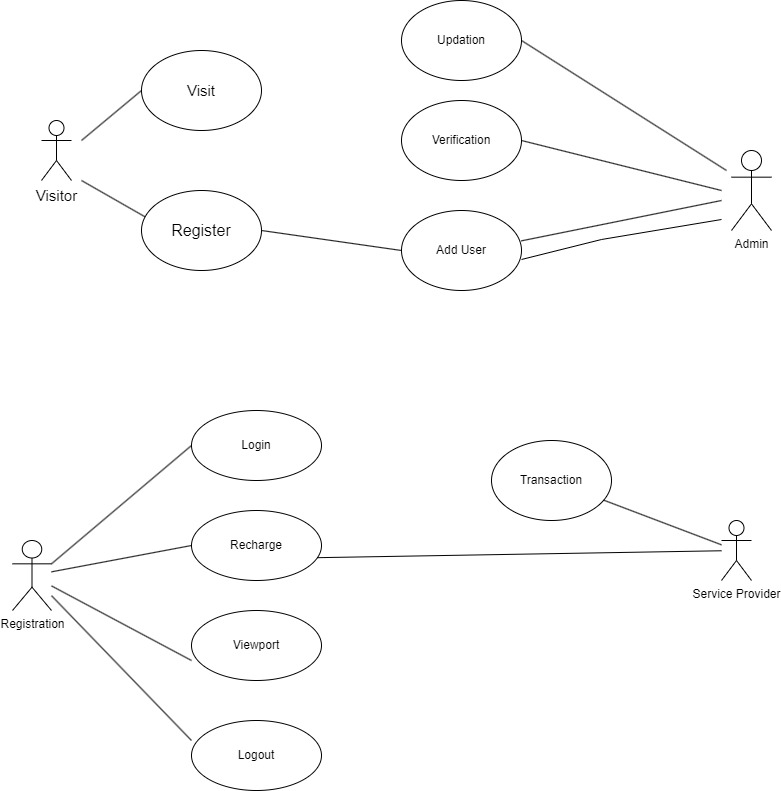 Updation
Visit
Verification
Visitor
Register
Add User
Admin
Login
Transaction
Recharge
Service Provider
Registration
Viewport
Logout